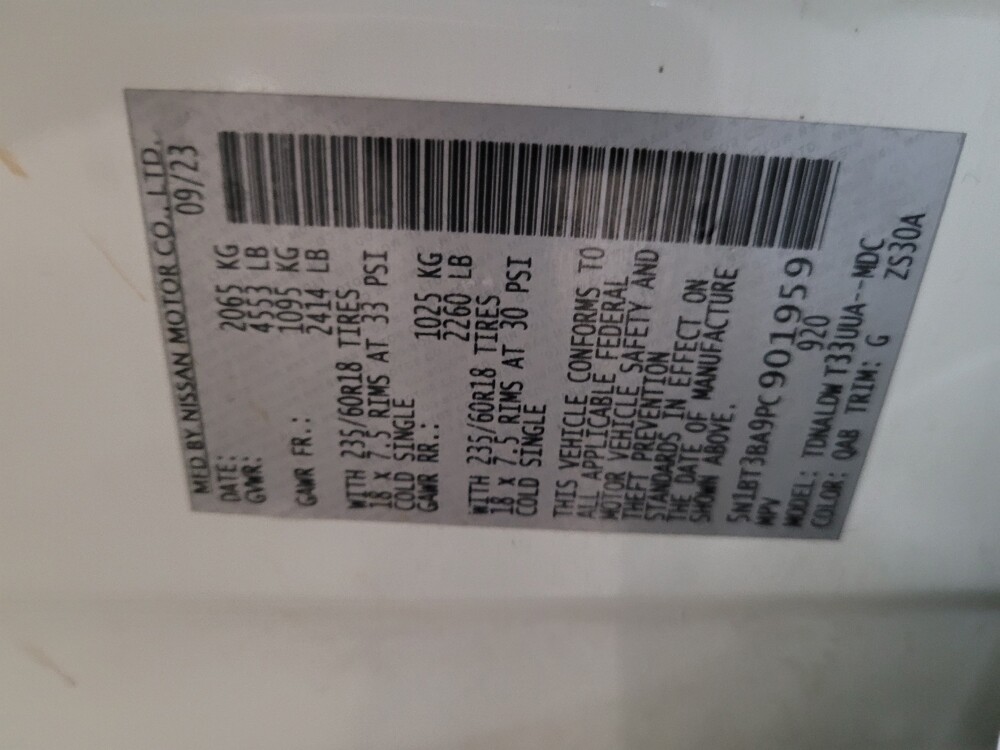 MFD BY NISSAN MOTOR CO., LTD.
DATE: 09/23
GVWR: 2065 KG
4553 LB
GAWR FR.: 1095 KG
2414 LB
WITH 235/60R18 TIRES
18 X 7.5 RIMS AT 33 PSI
COLD SINGLE
GAWR RR.: 1025 KG
2260 LB
WITH 235/60R18 TIRES
18 X 7.5 RIMS AT 30 PSI
COLD SINGLE
THIS VEHICLE CONFORMS TO
ALL APPLICABLE FEDERAL
MOTOR VEHICLE SAFETY AND
THEFT PREVENTION
STANDARDS IN EFFECT ON
THE DATE OF MANUFACTURE
SHOWN ABOVE.
5N1BT3BA9PC901959
MPV 920
MODEL: TDNALDWT33UUA--MDC
COLOR: QAB TRIM: G ZS30A